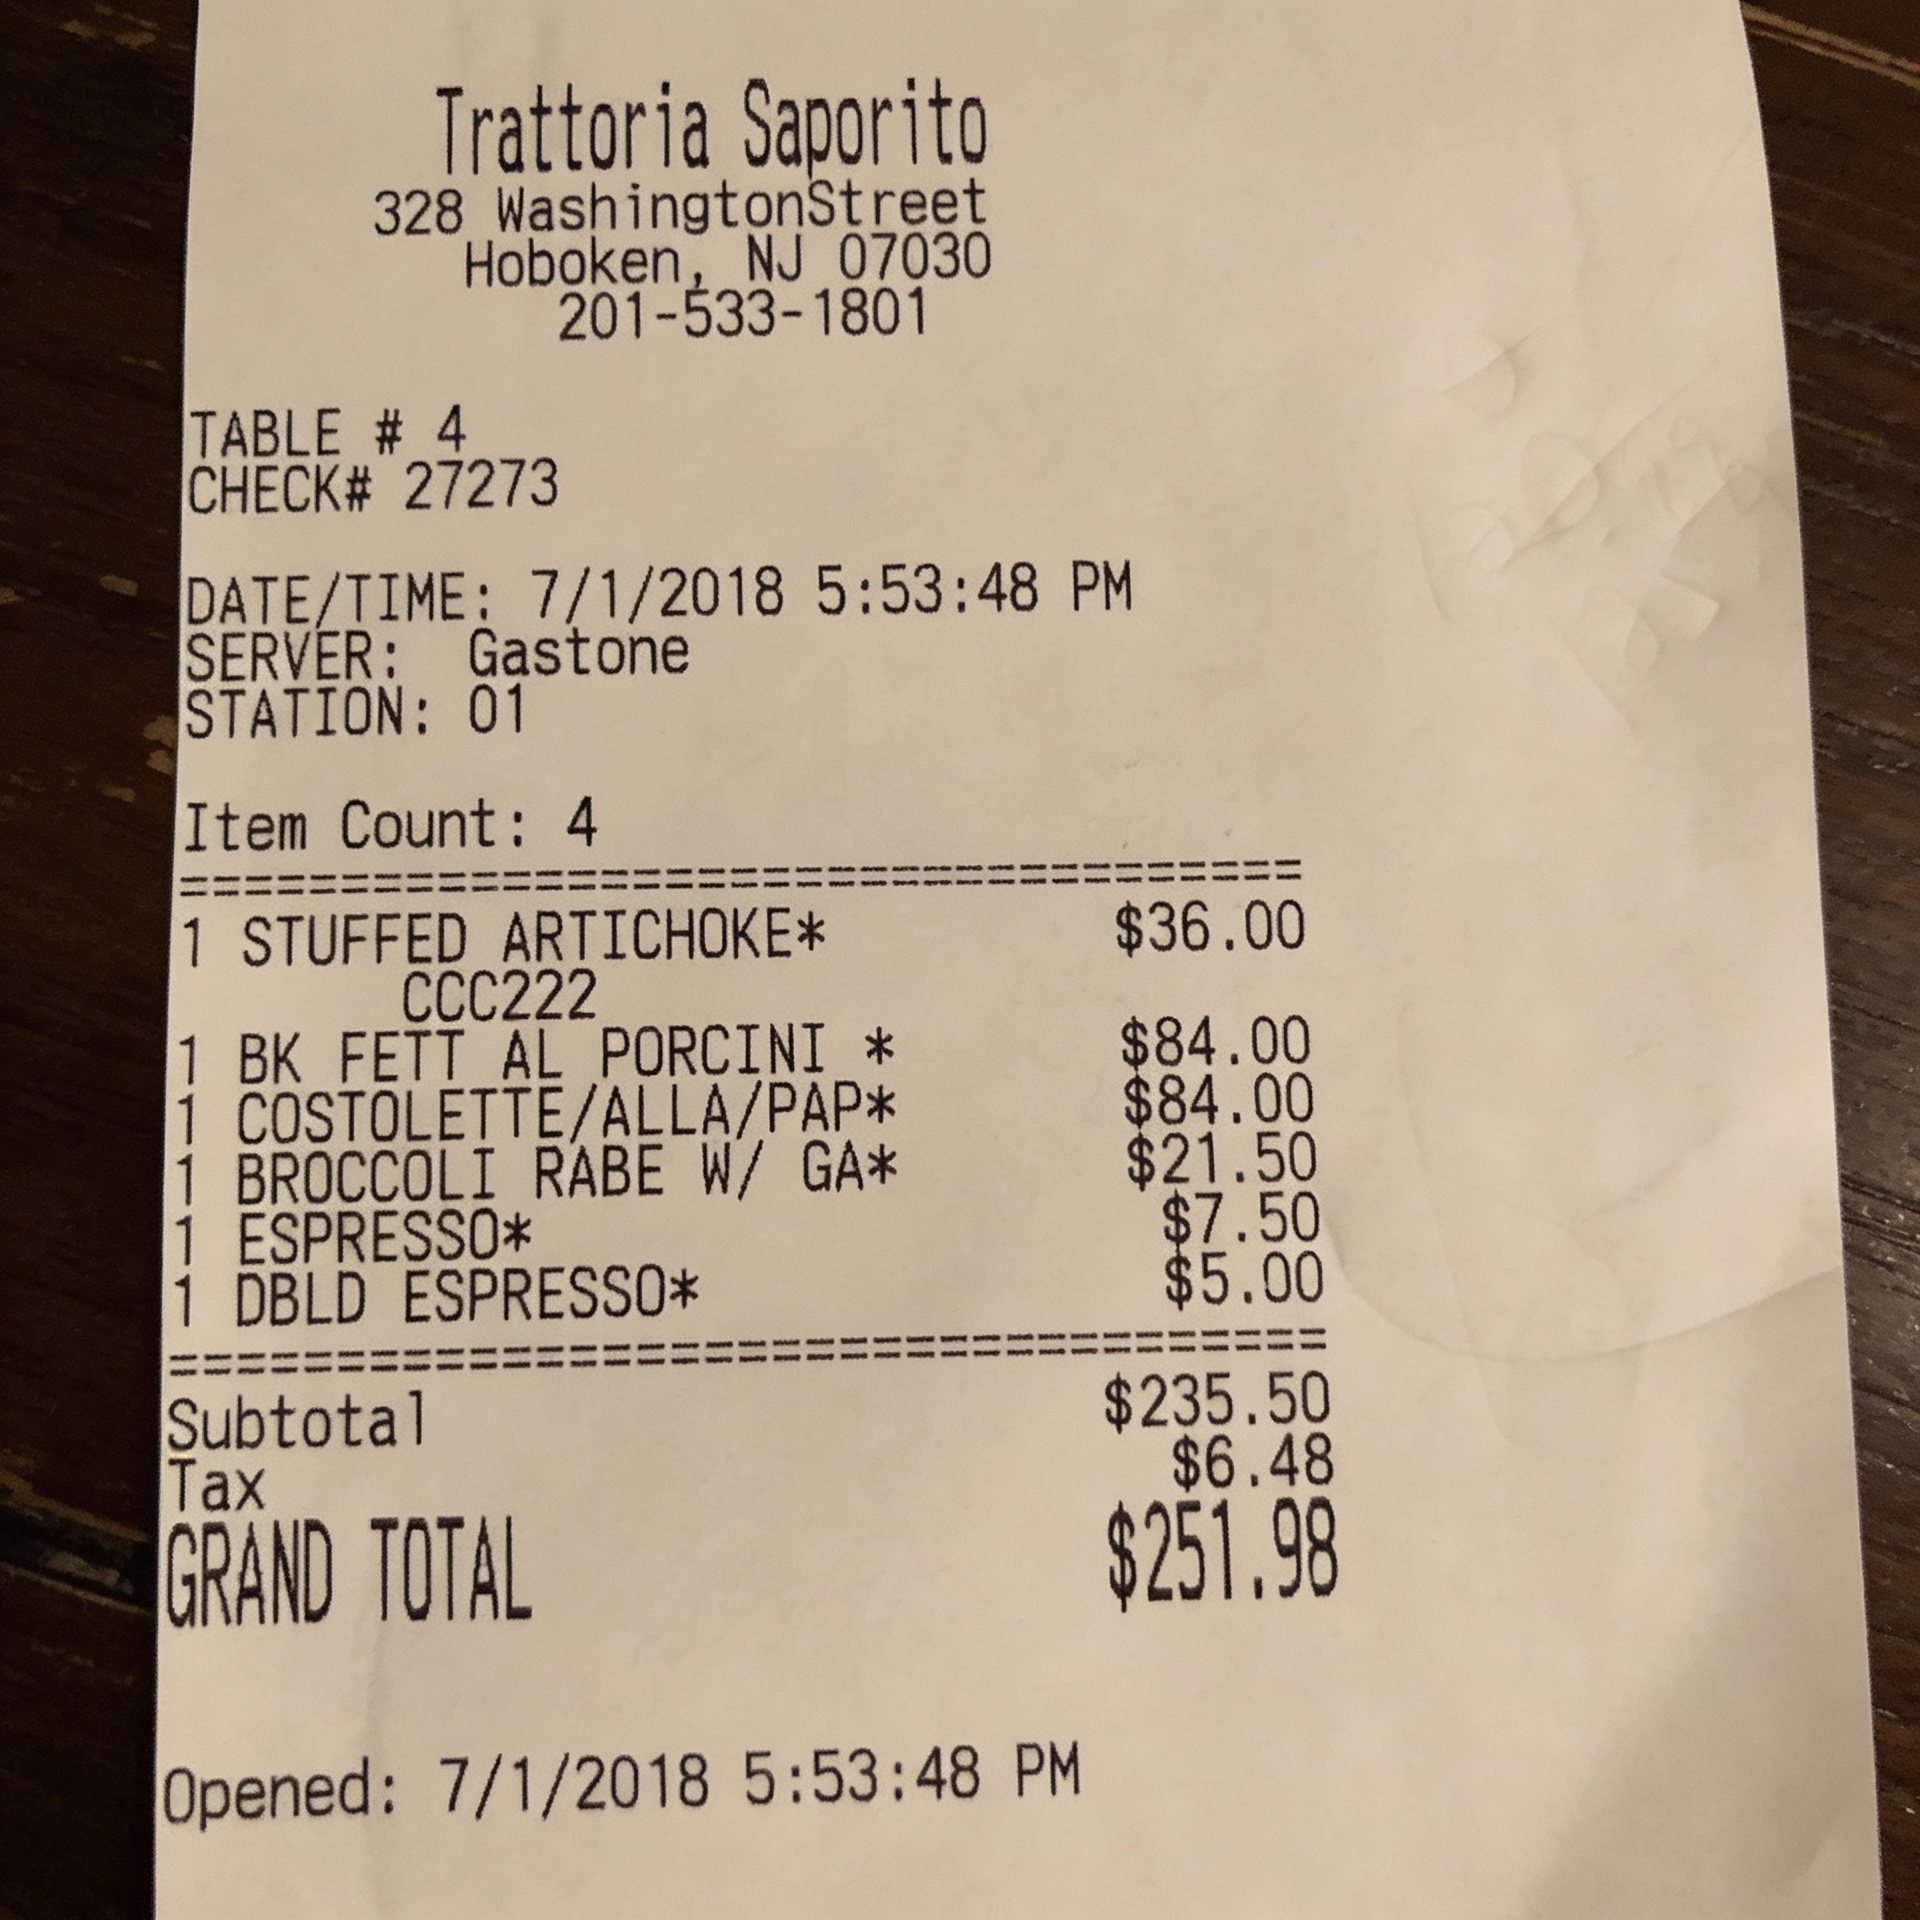 Trattoria Saporito
328 WashingtonStreet
Hoboken, NJ 07030
201-533-1801
TABLE # 4
CHECK# 27273
DATE/TIME: 7/1/2018 5:53:48 PM
SERVER: Gastone
STATION: 01
Item Count: 4
===================================
1 STUFFED ARTICHOKE* $36.00
CCC222
1 BK FETT AL PORCINI * $84.00
1 COSTOLETTE/ALLA/PAP* $84.00
1 BROCCOLI RABE W/ GA* $21.50
1 ESPRESSO* $7.50
1 DBLD ESPRESSO* $5.00
===================================
Subtotal $235.50
Tax $6.48
GRAND TOTAL $251.98
Opened: 7/1/2018 5:53:48 PM